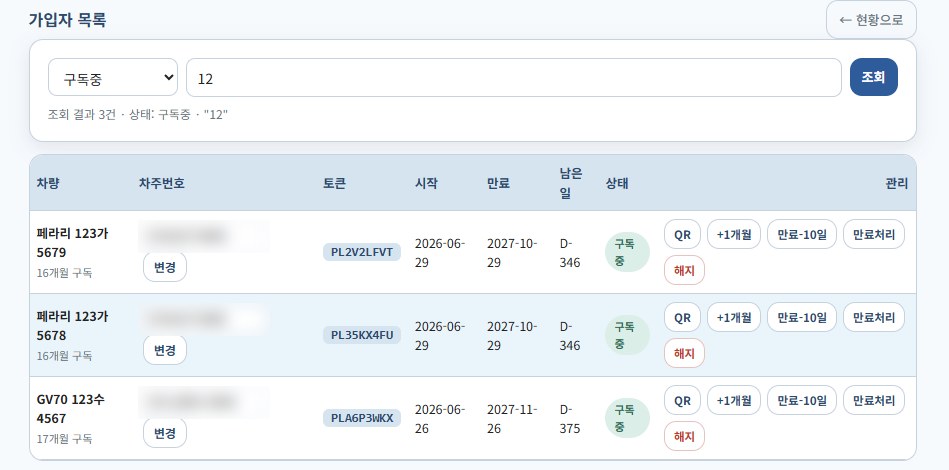 가입자 목록
← 현황으로
구독중
12
조회
조회 결과 3건 · 상태: 구독중 · "12"
차량 차주번호 토큰 시작 만료 남은
일 상태 관리
페라리 123가
5679
16개월 구독
변경
PL2V2LFVT
2026-06-
29
2027-10-
29
D-
346
구독
중
QR +1개월 만료-10일 만료처리
해지
페라리 123가
5678
16개월 구독
변경
PL35KX4FU
2026-06-
29
2027-10-
29
D-
346
구독
중
QR +1개월 만료-10일 만료처리
해지
GV70 123수
4567
17개월 구독
변경
PLA6P3WKX
2026-06-
26
2027-11-
26
D-
375
구독
중
QR +1개월 만료-10일 만료처리
해지